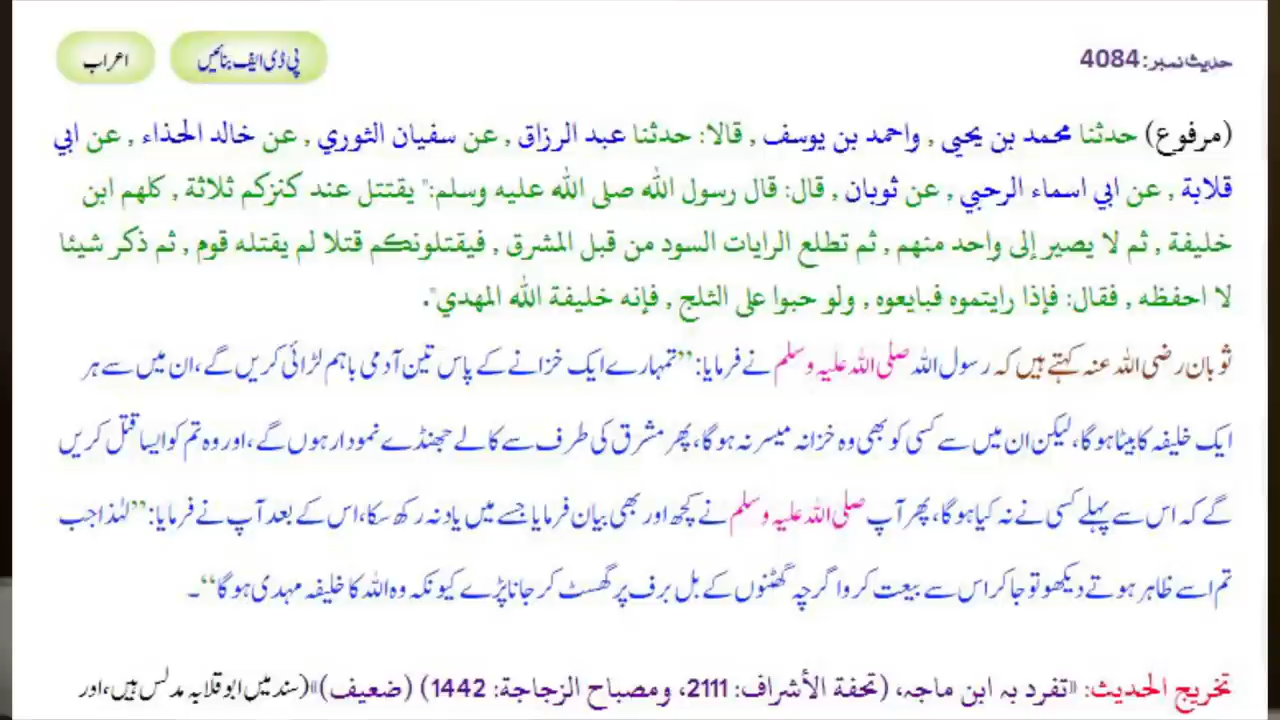 حدیث نمبر: 4084
پی ڈی ایف بنائیں
اعراب
(مرفوع) حدثنا محمد بن يحيى , واحمد بن يوسف , قالا: حدثنا عبد الرزاق , عن سفيان الثوري , عن خالد الحذاء , عن ابي
قلابة , عن ابي اسماء الرحبي , عن ثوبان , قال: قال رسول الله صلى الله عليه وسلم:" يقتتل عند كنزكم ثلاثة , كلهم ابن
خليفة , ثم لا يصير إلى واحد منهم , ثم تطلع الرايات السود من قبل المشرق , فيقتلونكم قتلا لم يقتله قوم , ثم ذكر شيئا
لا احفظه , فقال: فإذا رايتموه فبايعوه , ولو حبوا على الثلج , فإنه خليفة الله المهدي".
ثوبان رضی اللہ عنہ کہتے ہیں کہ رسول اللہ صلی اللہ علیہ وسلم نے فرمایا: ”تمہارے ایک خزانے کے پاس تین آدمی باہم لڑائی کریں گے، ان میں سے ہر
ایک خلیفہ کا بیٹا ہو گا، لیکن ان میں سے کسی کو بھی وہ خزانہ میسر نہ ہو گا، پھر مشرق کی طرف سے کالے جھنڈے نمودار ہوں گے، اور وہ تم کو ایسا قتل کریں
گے کہ اس سے پہلے کسی نے نہ کیا ہو گا، پھر آپ صلی اللہ علیہ وسلم نے کچھ اور بھی بیان فرمایا جسے میں یاد نہ رکھ سکا، اس کے بعد آپ نے فرمایا: ”لہٰذا جب
تم اسے ظاہر ہوتے دیکھو تو جا کر اس سے بیعت کرو اگرچہ گھٹنوں کے بل برف پر گھسٹ کر جانا پڑے کیونکہ وہ اللہ کا خلیفہ مہدی ہو گا“۔
تخریج الحدیث: «تفرد بہ ابن ماجہ، (تحفة الأشراف: 2111، ومصباح الزجاجة: 1442) (ضعیف)» (سند میں ابوقلابہ مدلس ہیں، اور